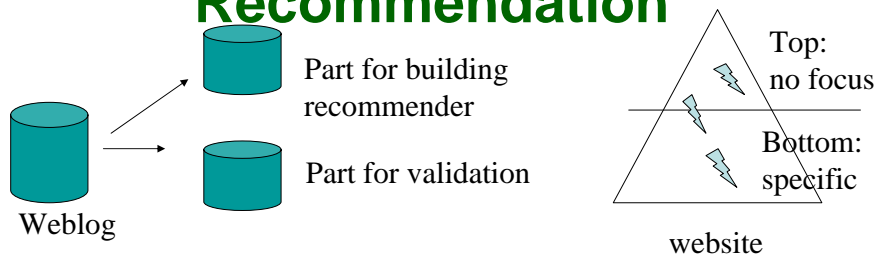 Recommendation
Part for building
recommender
Part for validation
Weblog
Top:
no focus
Bottom:
specific
website